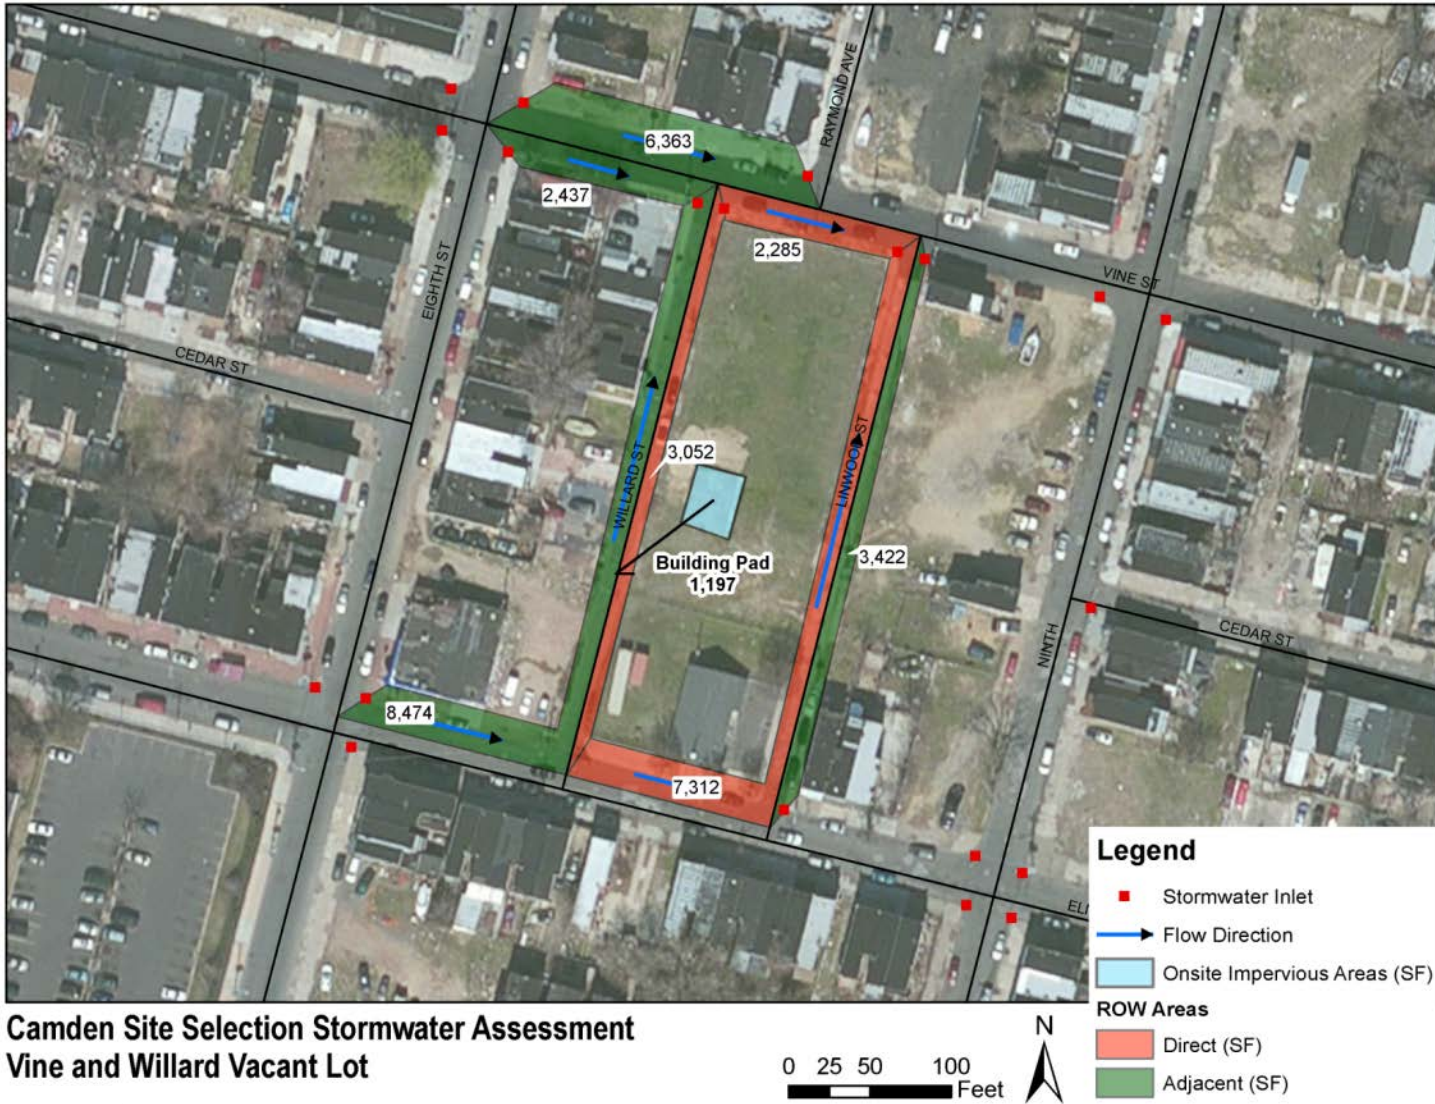 RAYMOND AVE
6,363
2,437
2,285
EIGHTH ST
VINE ST
CEDAR ST
3,052
WILLARD ST
LINWOOD ST
Building Pad
1,197
3,422
NINTH
CEDAR ST
8,474
7,312
ELM
Legend
Stormwater Inlet
Flow Direction
Onsite Impervious Areas (SF)
ROW Areas
Direct (SF)
Adjacent (SF)
Camden Site Selection Stormwater Assessment
Vine and Willard Vacant Lot
0 25 50 100
Feet
N